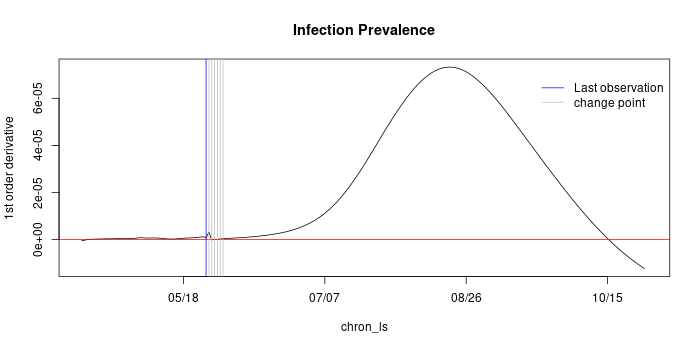 Infection Prevalence
1st order derivative
6e-05
4e-05
2e-05
0e+00
Last observation
change point
05/18 07/07 08/26 10/15
chron_ls